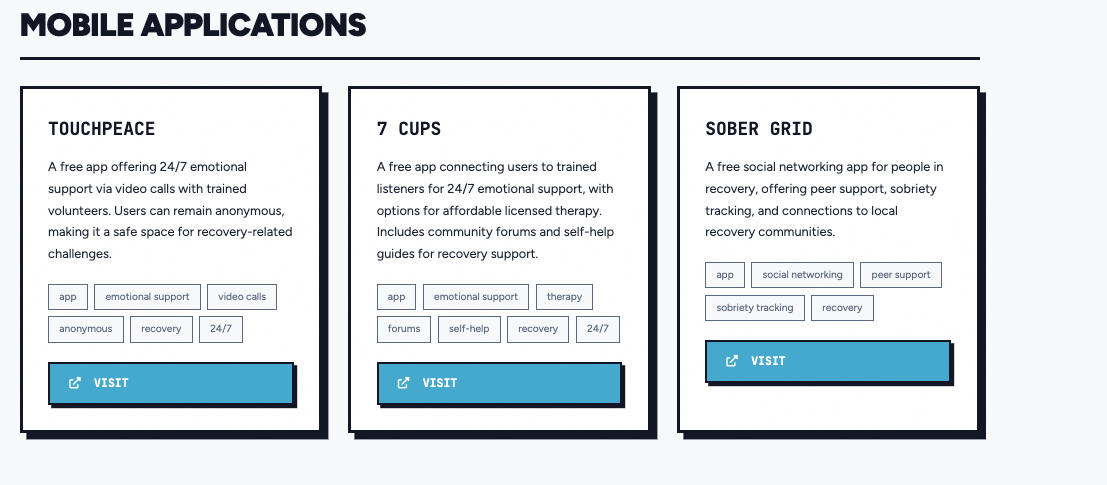 MOBILE APPLICATIONS
TOUCHPEACE
A free app offering 24/7 emotional
support via video calls with trained
volunteers. Users can remain anonymous,
making it a safe space for recovery-related
challenges.
app emotional support video calls
anonymous recovery 24/7
VISIT
7 CUPS
A free app connecting users to trained
listeners for 24/7 emotional support, with
options for affordable licensed therapy.
Includes community forums and self-help
guides for recovery support.
app emotional support therapy
forums self-help recovery 24/7
VISIT
SOBER GRID
A free social networking app for people in
recovery, offering peer support, sobriety
tracking, and connections to local
recovery communities.
app social networking peer support
sobriety tracking recovery
VISIT